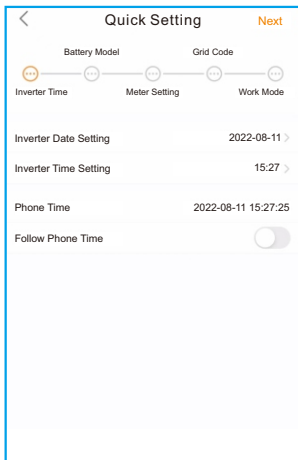 Quick Setting Next
Battery Model Grid Code
Inverter Time Meter Setting Work Mode
Inverter Date Setting 2022-08-11
Inverter Time Setting 15:27
Phone Time 2022-08-11 15:27:25
Follow Phone Time